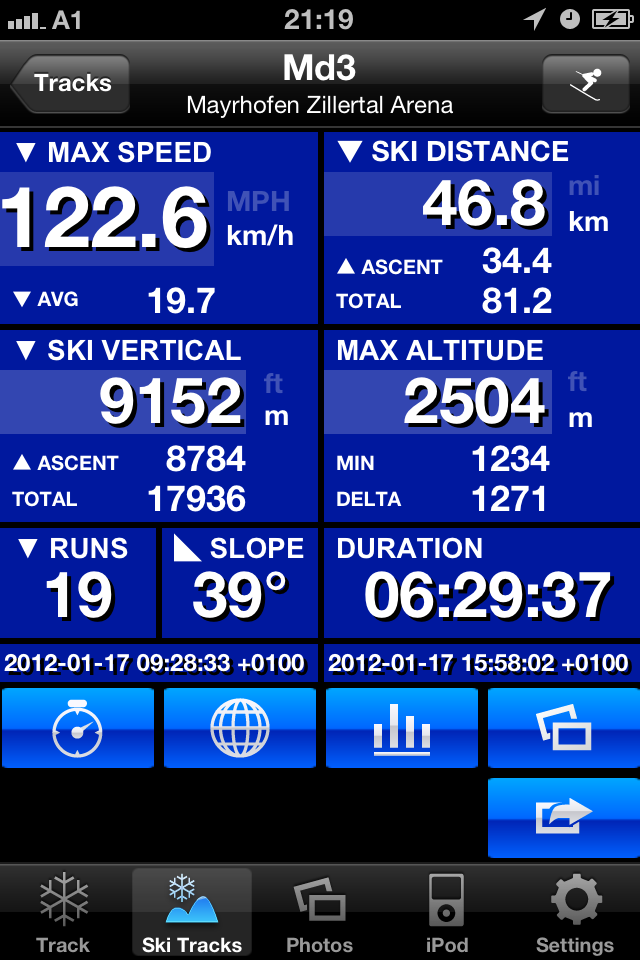 A1 21:19
Tracks Md3
Mayrhofen Zillertal Arena
▼ MAX SPEED
122.6 MPH
km/h
▼ AVG 19.7
▼ SKI DISTANCE
46.8 mi
km
▲ ASCENT 34.4
TOTAL 81.2
▼ SKI VERTICAL
9152 ft
m
▲ ASCENT 8784
TOTAL 17936
MAX ALTITUDE
2504 ft
m
MIN 1234
DELTA 1271
▼ RUNS
19
SLOPE
39°
DURATION
06:29:37
2012-01-17 09:28:33 +0100
2012-01-17 15:58:02 +0100
Track Ski Tracks Photos iPod Settings